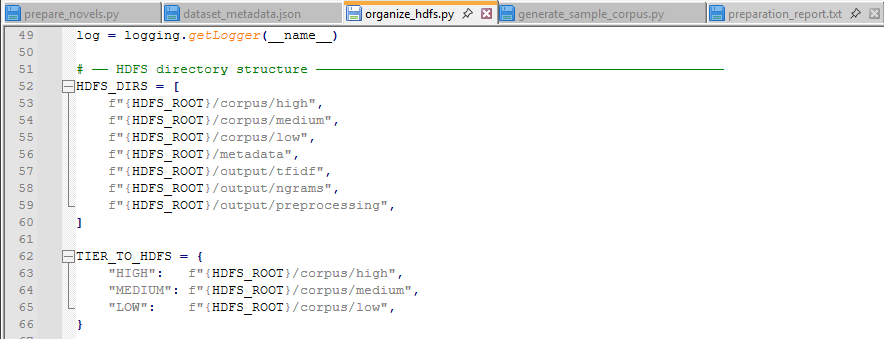 prepare_novels.py dataset_metadata.json organize_hdfs.py generate_sample_corpus.py preparation_report.txt
49 log = logging.getLogger(__name__)
50
51 # —— HDFS directory structure ————————————————————————————————
52 HDFS_DIRS = [
53     f"{HDFS_ROOT}/corpus/high",
54     f"{HDFS_ROOT}/corpus/medium",
55     f"{HDFS_ROOT}/corpus/low",
56     f"{HDFS_ROOT}/metadata",
57     f"{HDFS_ROOT}/output/tfidf",
58     f"{HDFS_ROOT}/output/ngrams",
59     f"{HDFS_ROOT}/output/preprocessing",
60 ]
61
62 TIER_TO_HDFS = {
63     "HIGH":   f"{HDFS_ROOT}/corpus/high",
64     "MEDIUM": f"{HDFS_ROOT}/corpus/medium",
65     "LOW":    f"{HDFS_ROOT}/corpus/low",
66 }